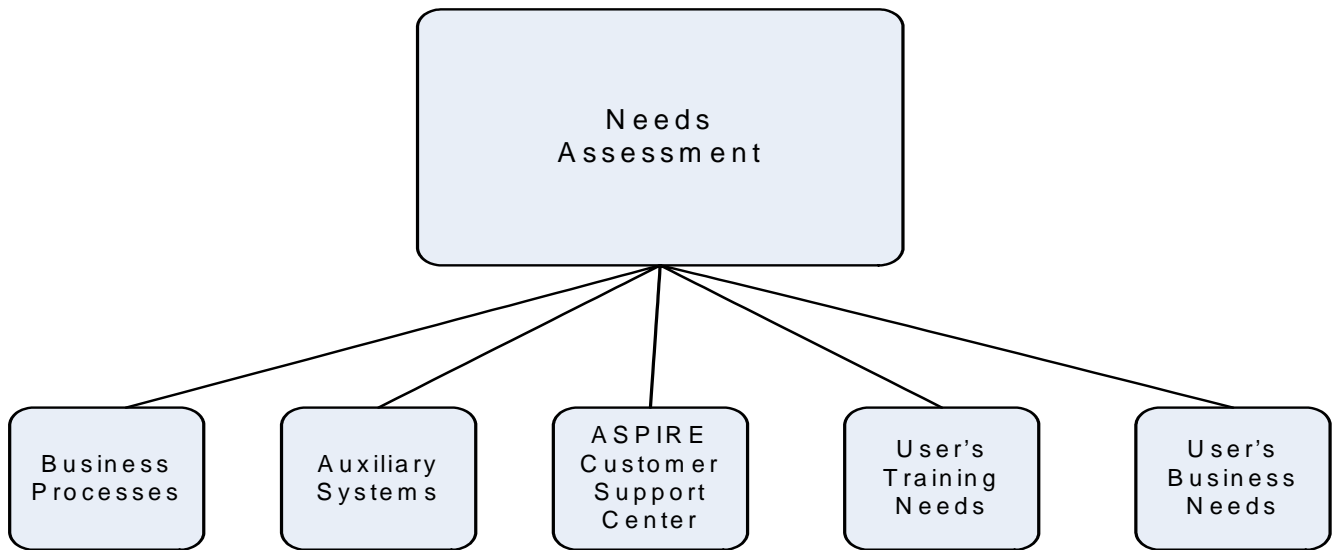 Needs
Assessment
Business
Processes
Auxiliary
Systems
ASPIRE
Customer
Support
Center
User's
Training
Needs
User's
Business
Needs